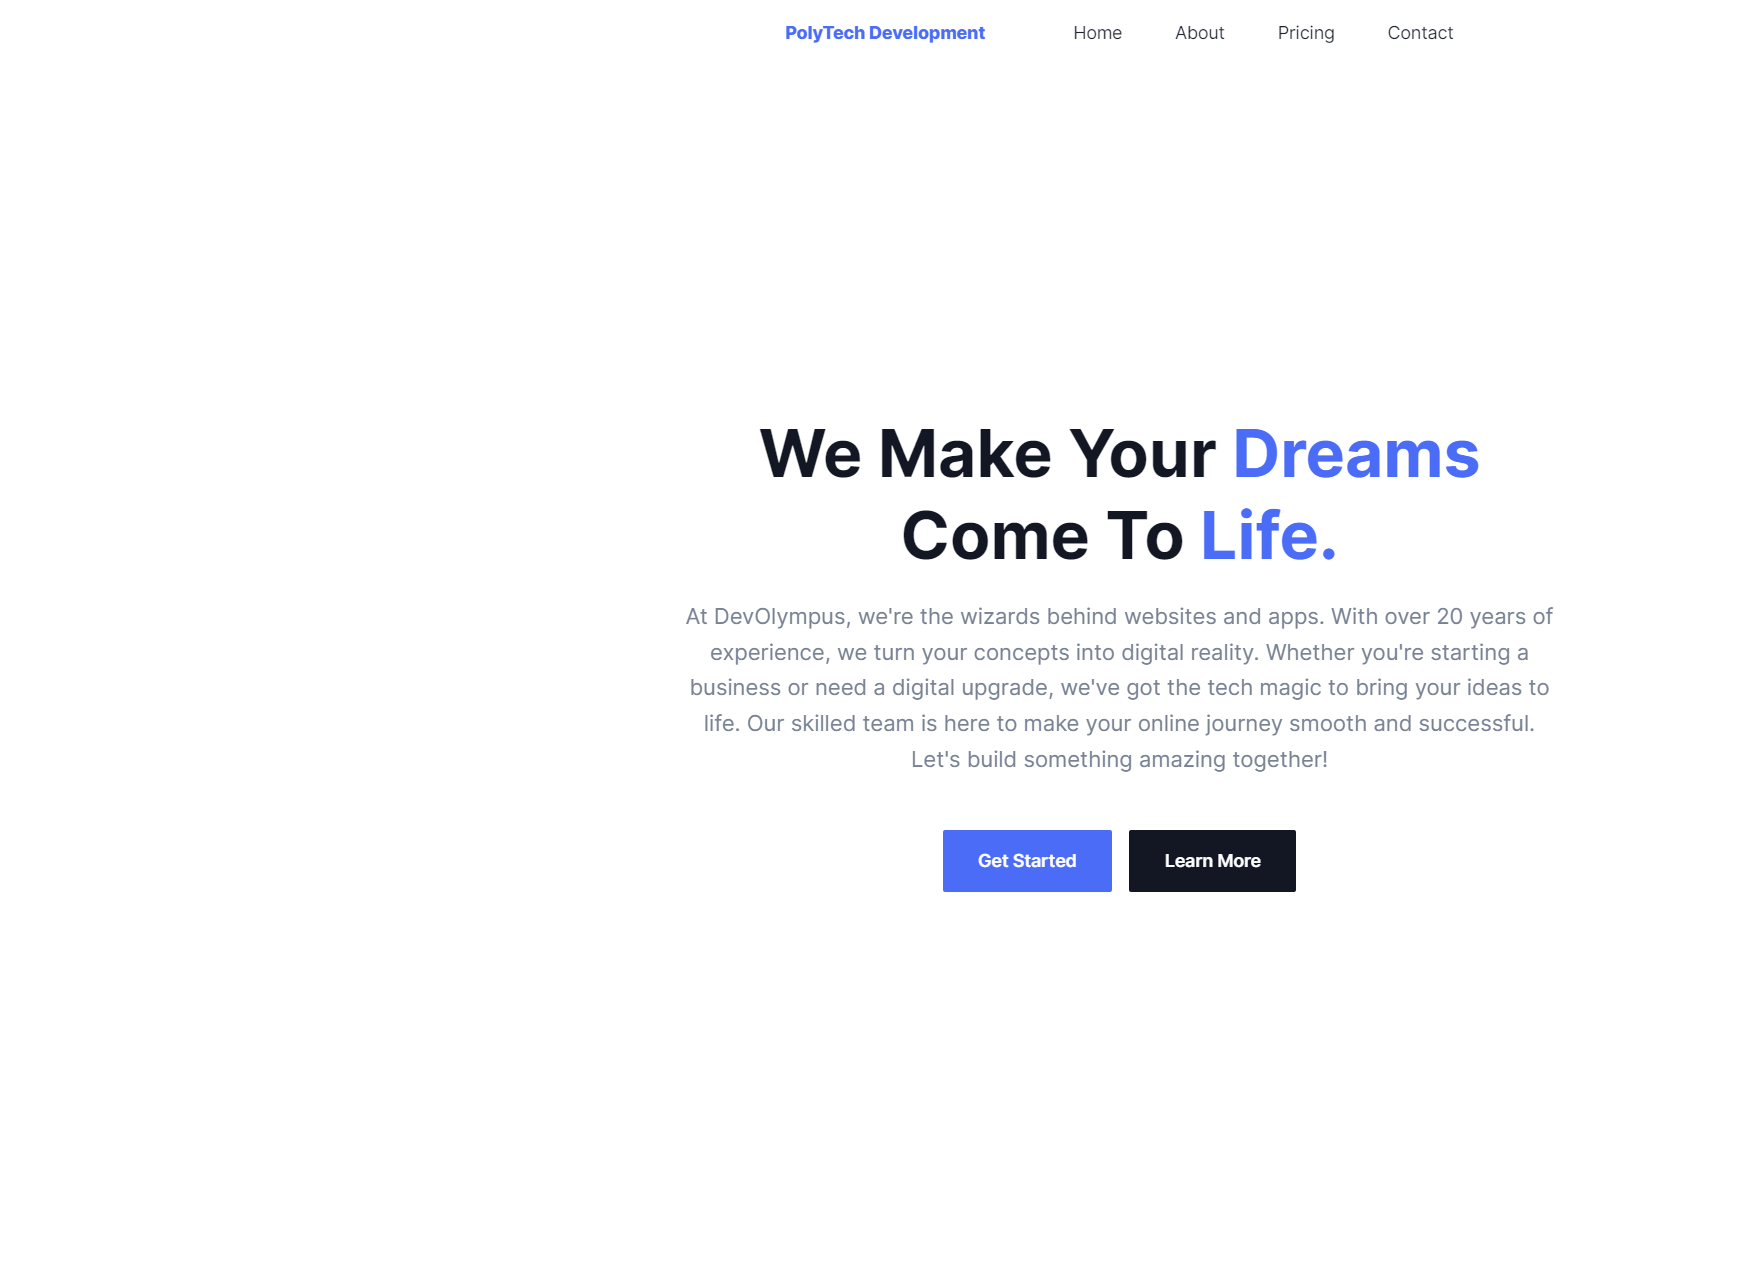 PolyTech Development Home About Pricing Contact
We Make Your Dreams
Come To Life.
At DevOlympus, we're the wizards behind websites and apps. With over 20 years of
experience, we turn your concepts into digital reality. Whether you're starting a
business or need a digital upgrade, we've got the tech magic to bring your ideas to
life. Our skilled team is here to make your online journey smooth and successful.
Let's build something amazing together!
Get Started Learn More